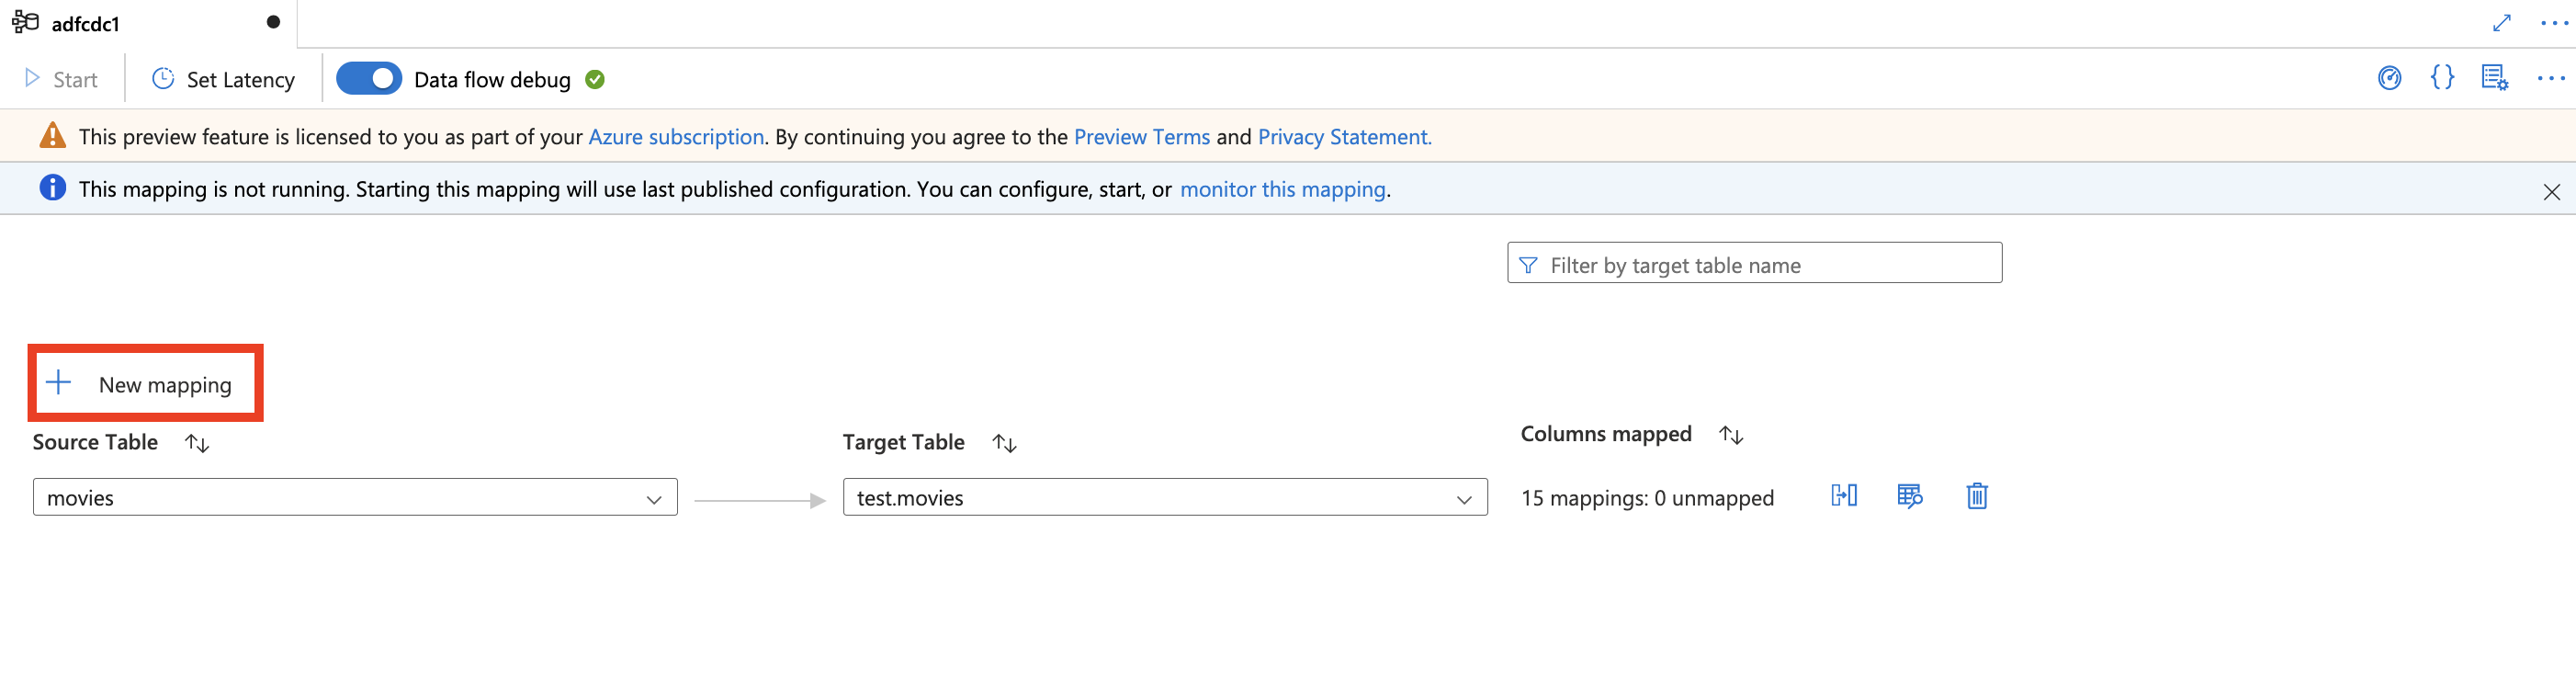 adfcdc1
Start Set Latency Data flow debug
This preview feature is licensed to you as part of your Azure subscription. By continuing you agree to the Preview Terms and Privacy Statement.
This mapping is not running. Starting this mapping will use last published configuration. You can configure, start, or monitor this mapping.
Filter by target table name
New mapping
Source Table Target Table Columns mapped
movies test.movies 15 mappings: 0 unmapped